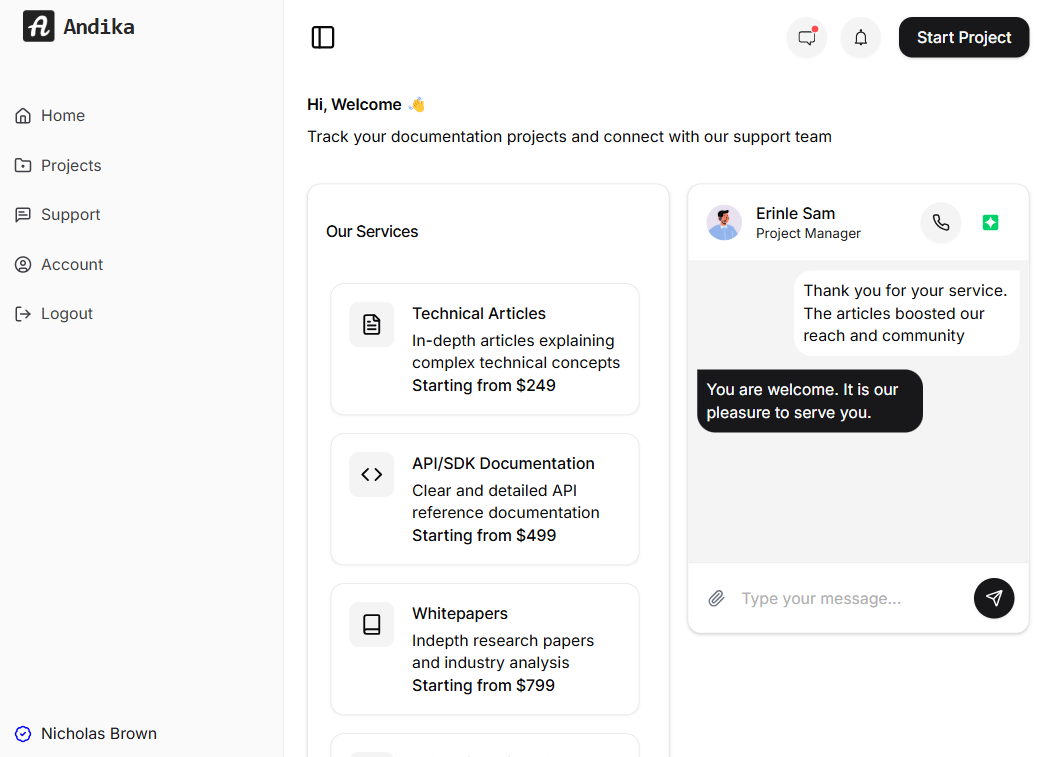 Andika
Home
Projects
Support
Account
Logout
Nicholas Brown
Start Project
Hi, Welcome 👋
Track your documentation projects and connect with our support team
Our Services
Technical Articles
In-depth articles explaining
complex technical concepts
Starting from $249
API/SDK Documentation
Clear and detailed API
reference documentation
Starting from $499
Whitepapers
Indepth research papers
and industry analysis
Starting from $799
Erinle Sam
Project Manager
Thank you for your service.
The articles boosted our
reach and community
You are welcome. It is our
pleasure to serve you.
Type your message...